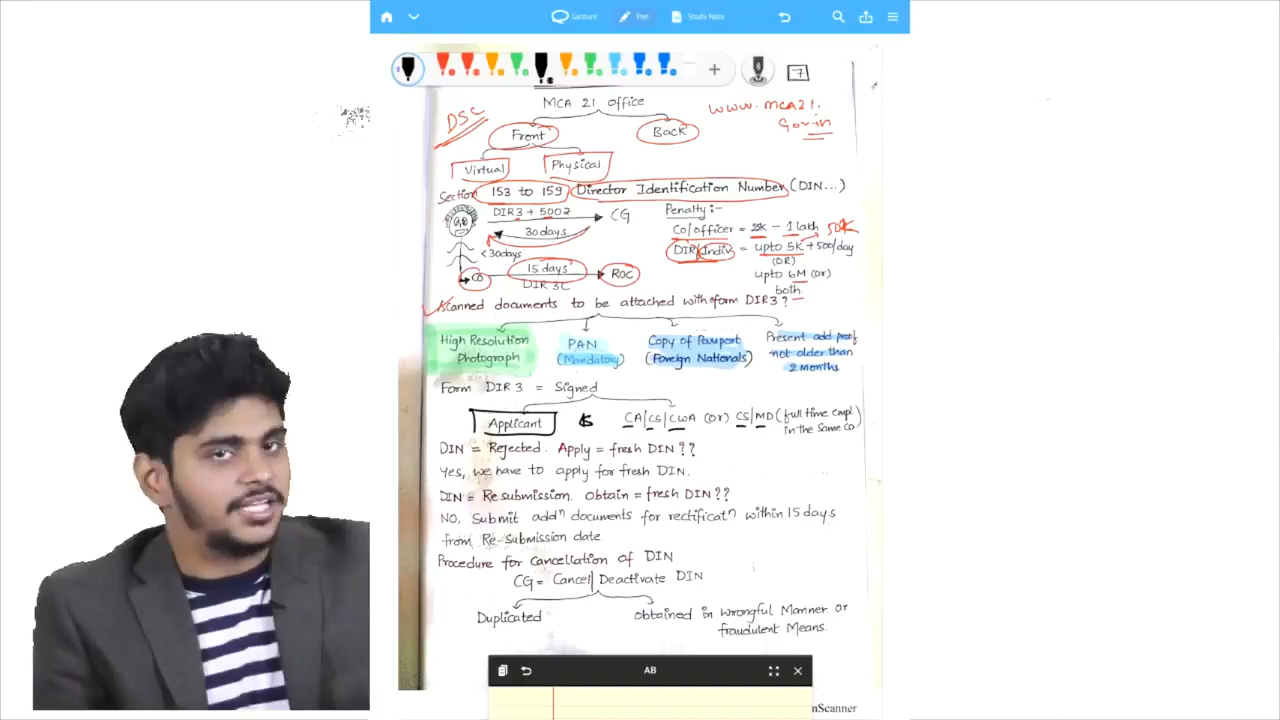 Gesture Pen Study Note
7
MCA 21 Office
www.mca21.
Gov.in
DSC
Front Back
Virtual Physical
Section 153 to 159 Director Identification Number (DIN...)
DIR3 + 500₹ CG
Penalty:-
30 days
Co/officer = 25K - 1 lakh 50K
DIR/Indiv = upto 5K + 500/day
< 30days
(OR)
15 days ROC
upto 6M (or)
DIR 3C
both
Scanned documents to be attached with form DIR3?
High Resolution Photograph
PAN (Mandatory)
Copy of Passport (Foreign Nationals)
Present add proof not older than 2 months
Form DIR 3 = Signed
Applicant & CA/CS/CWA (or) CS/MD (full time empl. in the Same Co)
DIN = Rejected. Apply = fresh DIN??
Yes, we have to apply for fresh DIN.
DIN = Resubmission. Obtain = fresh DIN??
NO, Submit addⁿ documents for rectificatⁿ within 15 days
from Re-Submission date
Procedure for Cancellation of DIN
CG = Cancel/Deactivate DIN
Duplicated
obtained in wrongful Manner or
fraudulent Means.
AB
nScanner